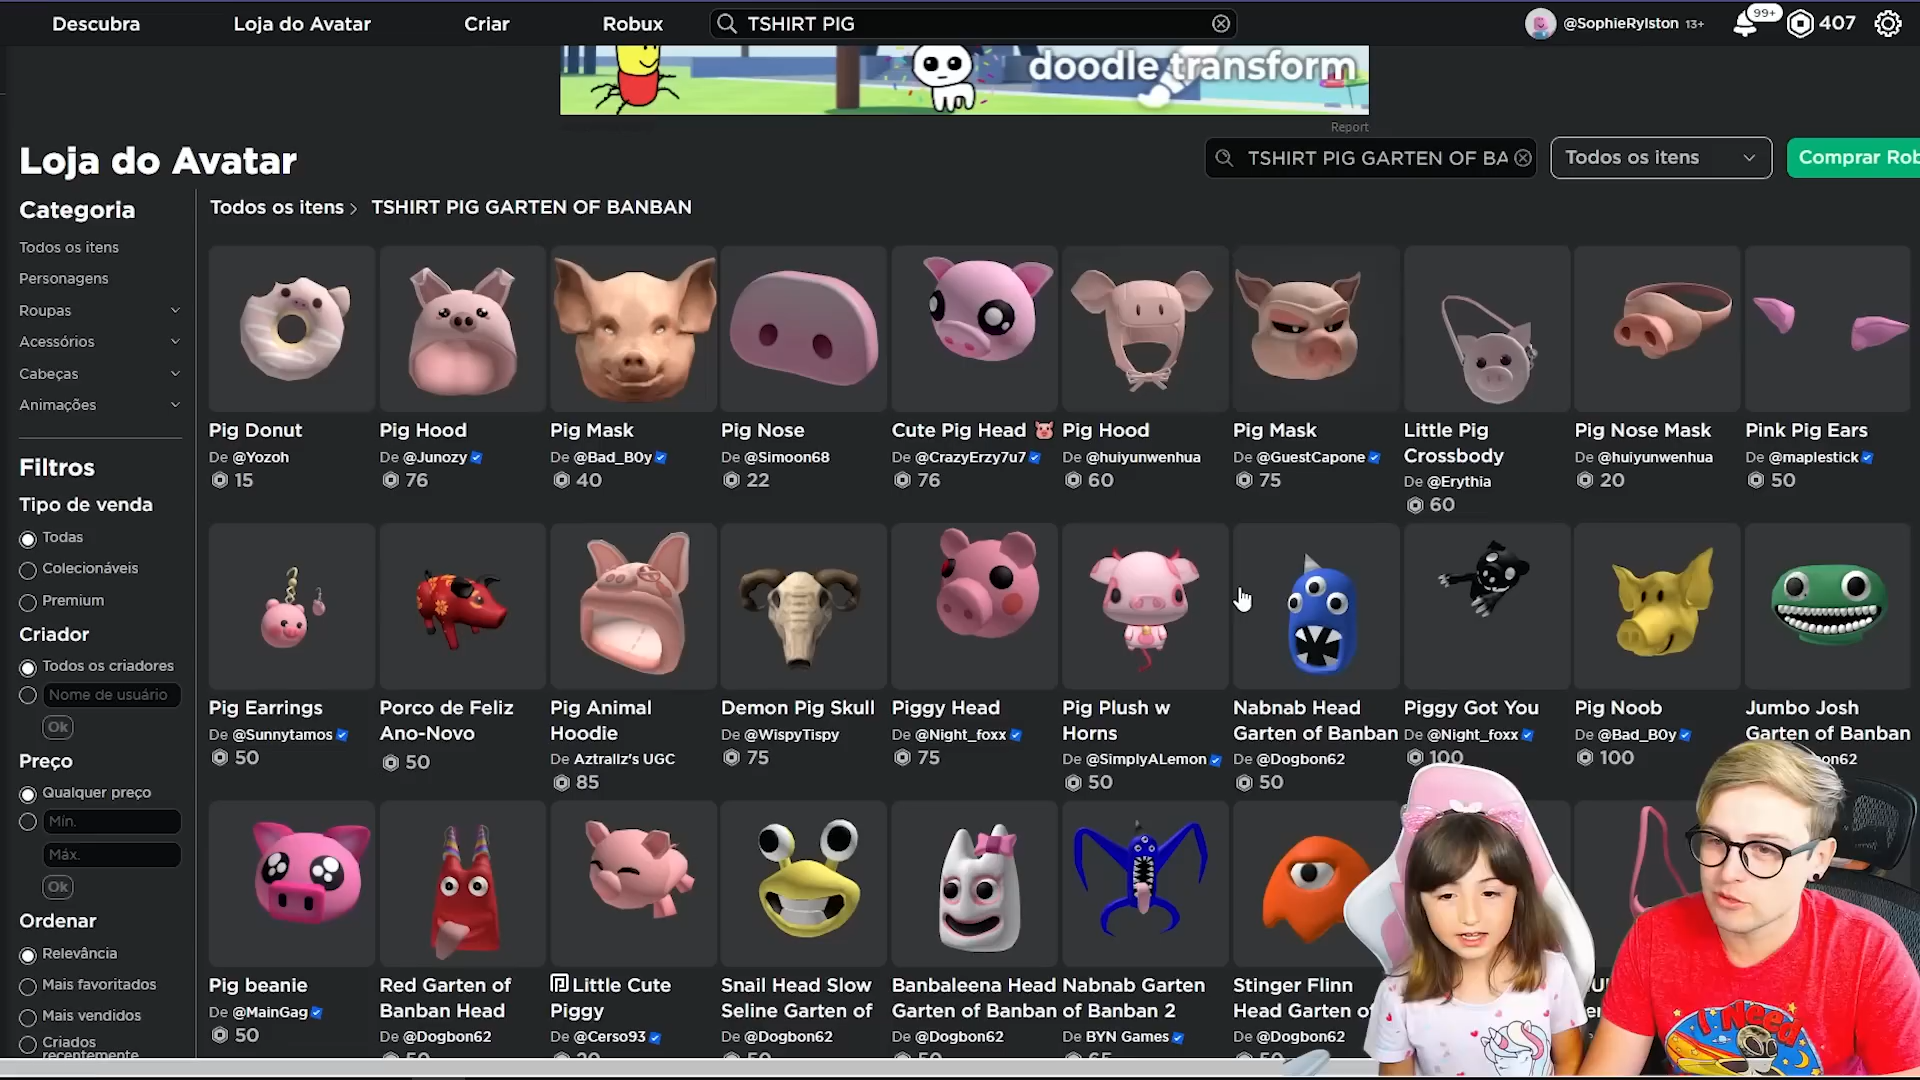 Descubra
Loja do Avatar
Criar
Robux
TSHIRT PIG
@SophieRylston 13+
99+
407
doodle transform
Report
Loja do Avatar
TSHIRT PIG GARTEN OF BA
Todos os itens
Comprar Rob
Categoria
Todos os itens
Personagens
Roupas
Acessórios
Cabeças
Animações
Filtros
Tipo de venda
Todas
Colecionáveis
Premium
Criador
Todos os criadores
Nome de usuário
Ok
Preço
Qualquer preço
Mín.
Máx.
Ok
Ordenar
Relevância
Mais favoritados
Mais vendidos
Criados
recentemente
Todos os itens > TSHIRT PIG GARTEN OF BANBAN
Pig Donut
De @Yozoh
15
Pig Hood
De @Junozy
76
Pig Mask
De @Bad_B0y
40
Pig Nose
De @Simoon68
22
Cute Pig Head
De @CrazyErzy7u7
76
Pig Hood
De @huiyunwenhua
60
Pig Mask
De @GuestCapone
75
Little Pig
Crossbody
De @Erythia
60
Pig Nose Mask
De @huiyunwenhua
20
Pink Pig Ears
De @maplestick
50
Pig Earrings
De @Sunnytamos
50
Porco de Feliz
Ano-Novo
50
Pig Animal
Hoodie
De Aztrallz's UGC
85
Demon Pig Skull
De @WispyTispy
75
Piggy Head
De @Night_foxx
75
Pig Plush w
Horns
De @SimplyALemon
50
Nabnab Head
Garten of Banban
De @Dogbon62
50
Piggy Got You
De @Night_foxx
100
Pig Noob
De @Bad_B0y
100
Jumbo Josh
Garten of Banban
on62
Pig beanie
De @MainGag
50
Red Garten of
Banban Head
De @Dogbon62
Little Cute
Piggy
De @Cerso93
Snail Head Slow
Seline Garten of
De @Dogbon62
Banbaleena Head
Garten of Banban
De @Dogbon62
Nabnab Garten
of Banban 2
De BYN Games
Stinger Flinn
Head Garten of
De @Dogbon62
I Need